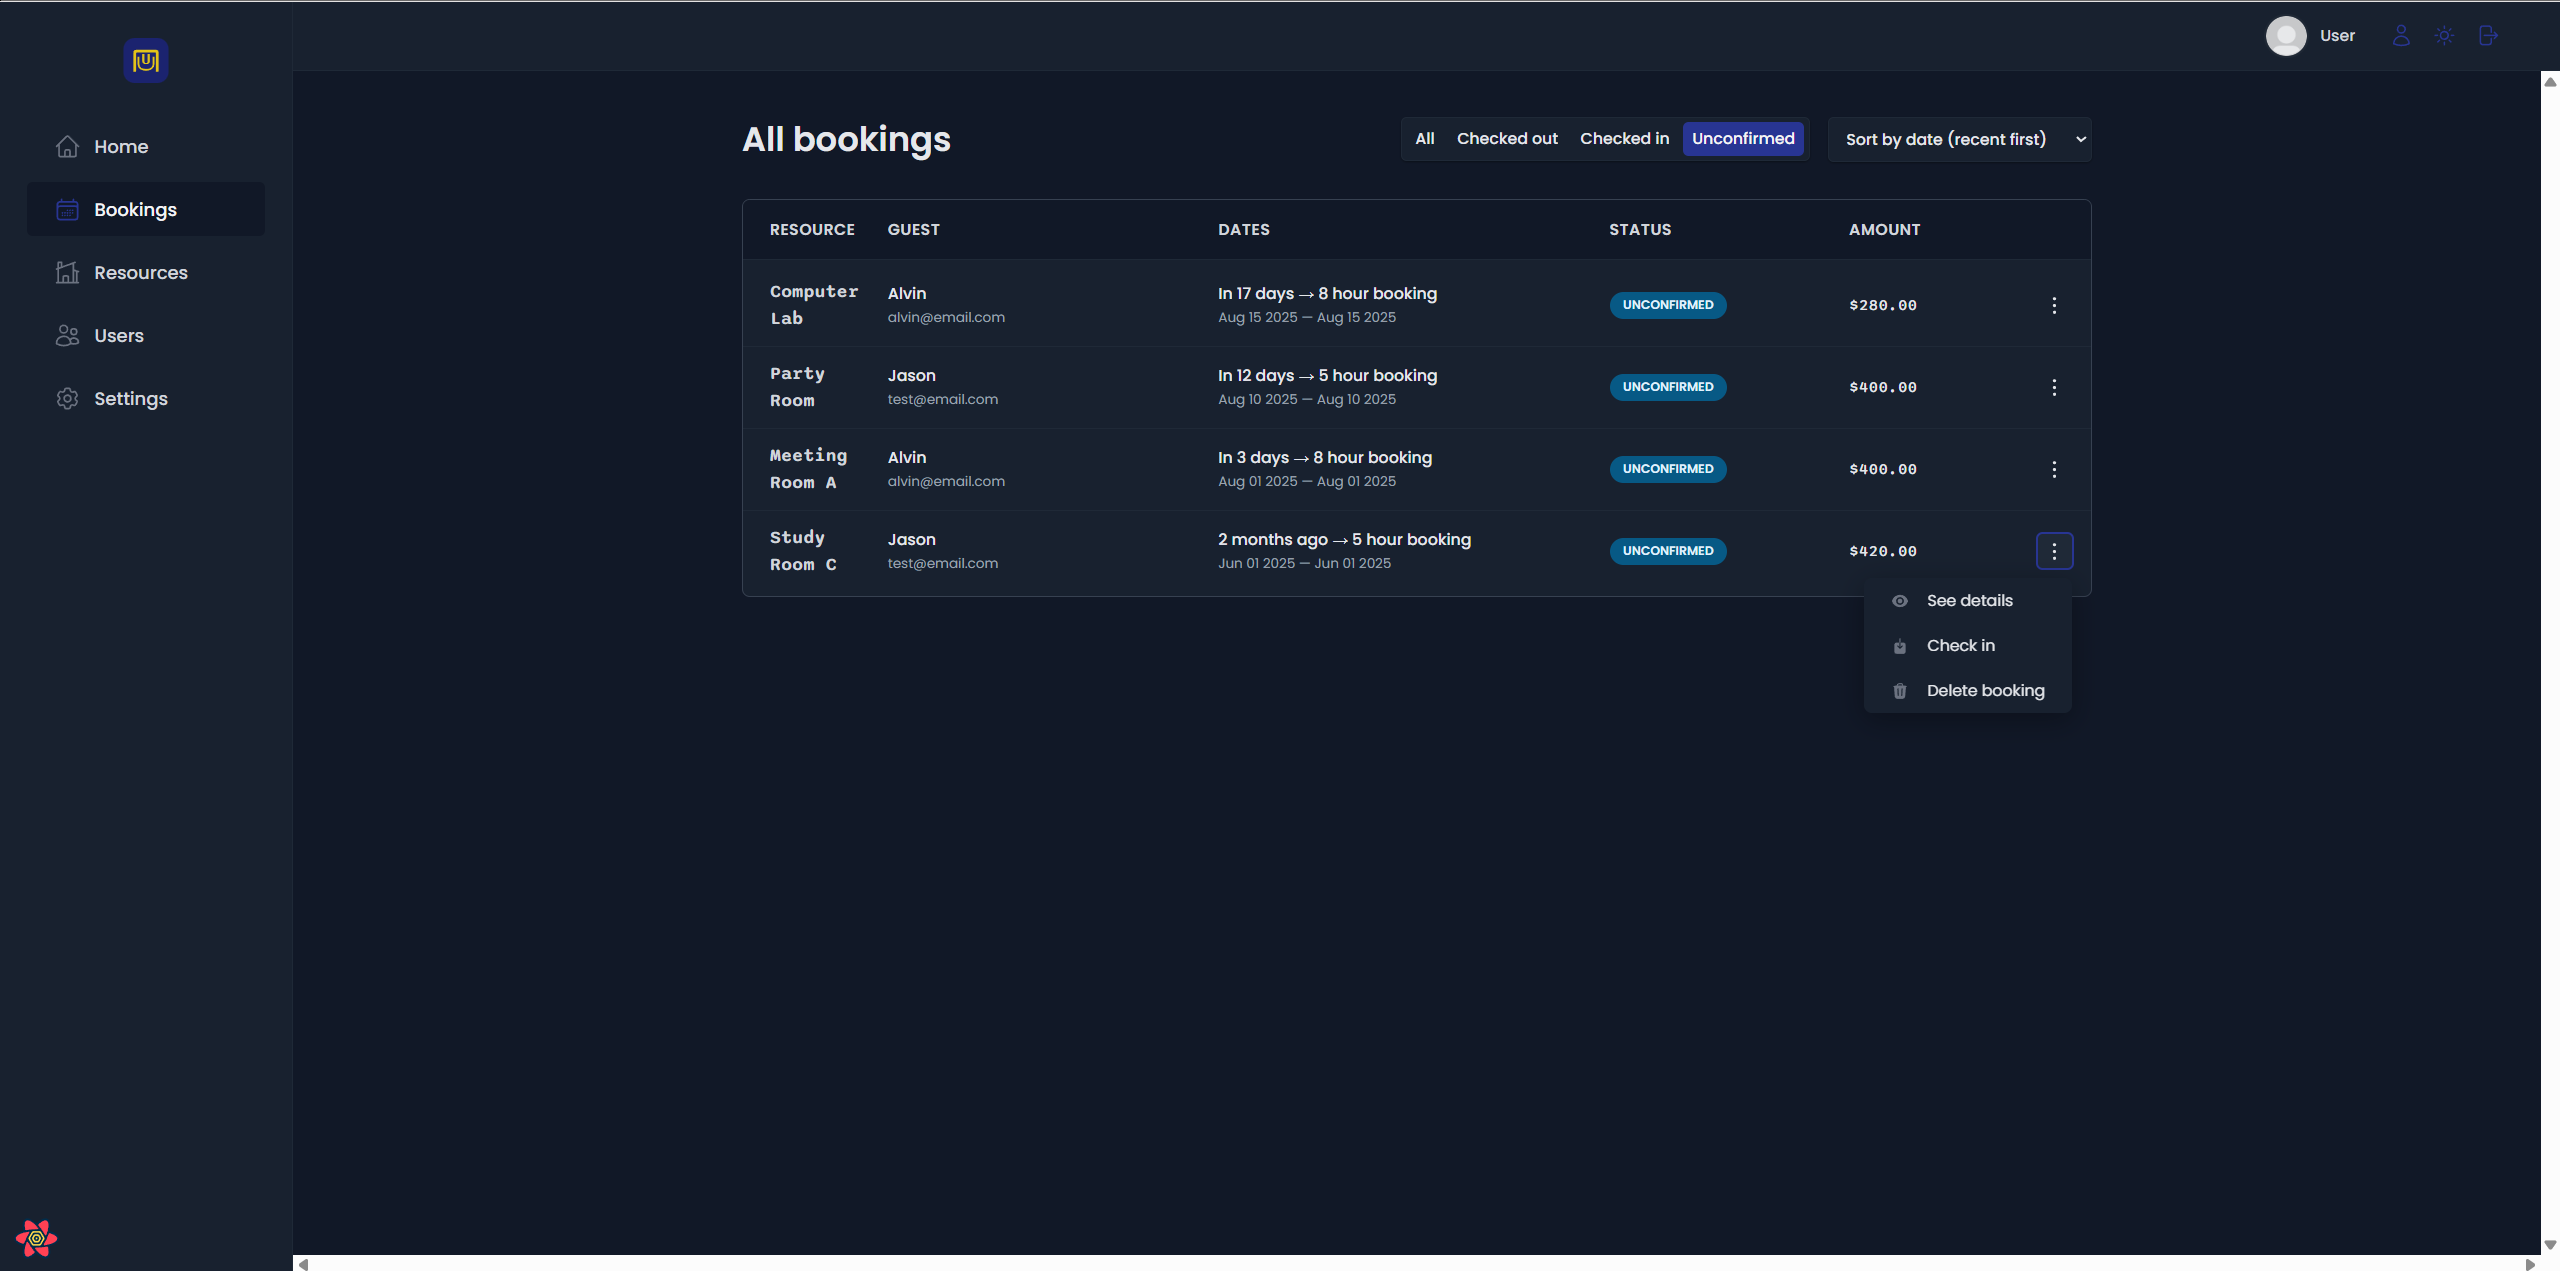 U
User
Home
Bookings
Resources
Users
Settings
All bookings
All Checked out Checked in Unconfirmed
Sort by date (recent first)
RESOURCE GUEST DATES STATUS AMOUNT
Computer Lab
Alvin
alvin@email.com
In 17 days → 8 hour booking
Aug 15 2025 — Aug 15 2025
UNCONFIRMED
$280.00
Party Room
Jason
test@email.com
In 12 days → 5 hour booking
Aug 10 2025 — Aug 10 2025
UNCONFIRMED
$400.00
Meeting Room A
Alvin
alvin@email.com
In 3 days → 8 hour booking
Aug 01 2025 — Aug 01 2025
UNCONFIRMED
$400.00
Study Room C
Jason
test@email.com
2 months ago → 5 hour booking
Jun 01 2025 — Jun 01 2025
UNCONFIRMED
$420.00
See details
Check in
Delete booking